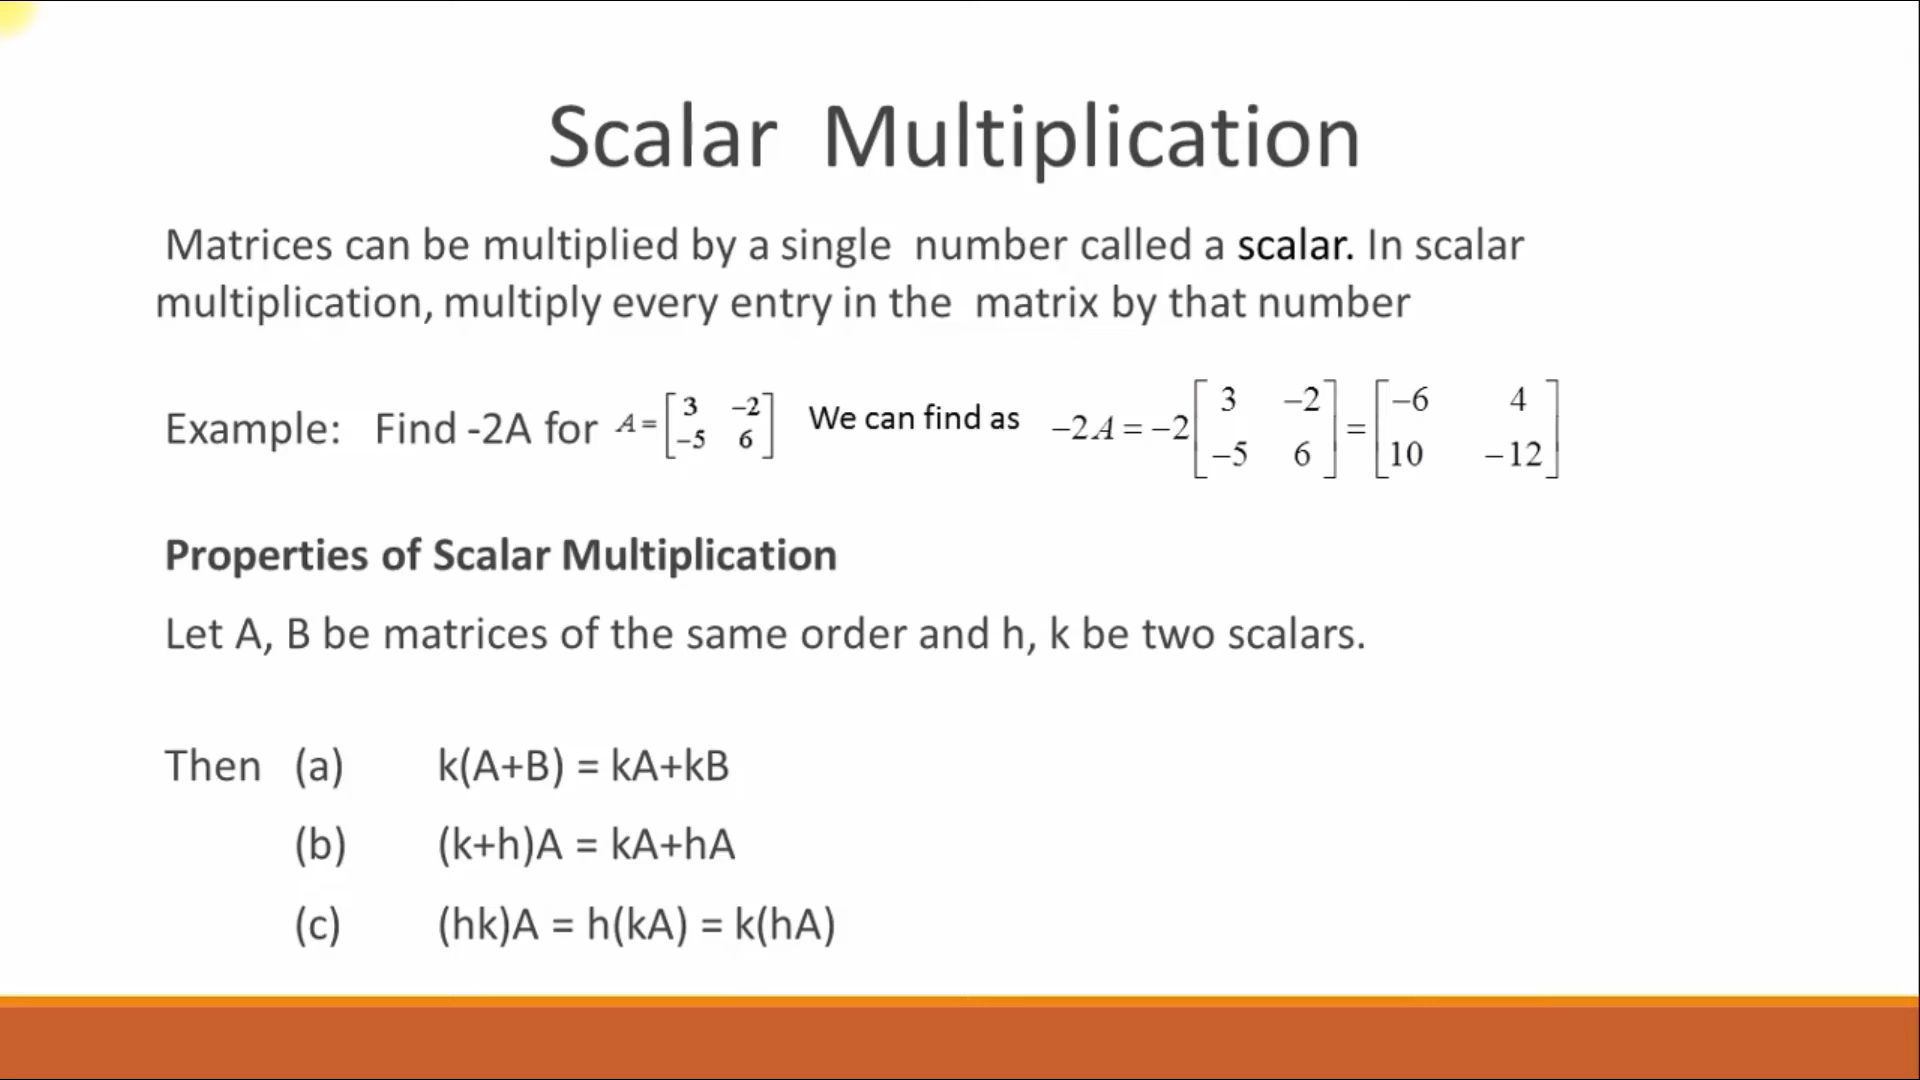 Scalar Multiplication
Matrices can be multiplied by a single number called a scalar. In scalar
multiplication, multiply every entry in the matrix by that number
Example: Find -2A for A = [3 −2; −5 6] We can find as −2A = −2[3 −2; −5 6] = [−6 4; 10 −12]
Properties of Scalar Multiplication
Let A, B be matrices of the same order and h, k be two scalars.
Then (a) k(A+B) = kA+kB
(b) (k+h)A = kA+hA
(c) (hk)A = h(kA) = k(hA)